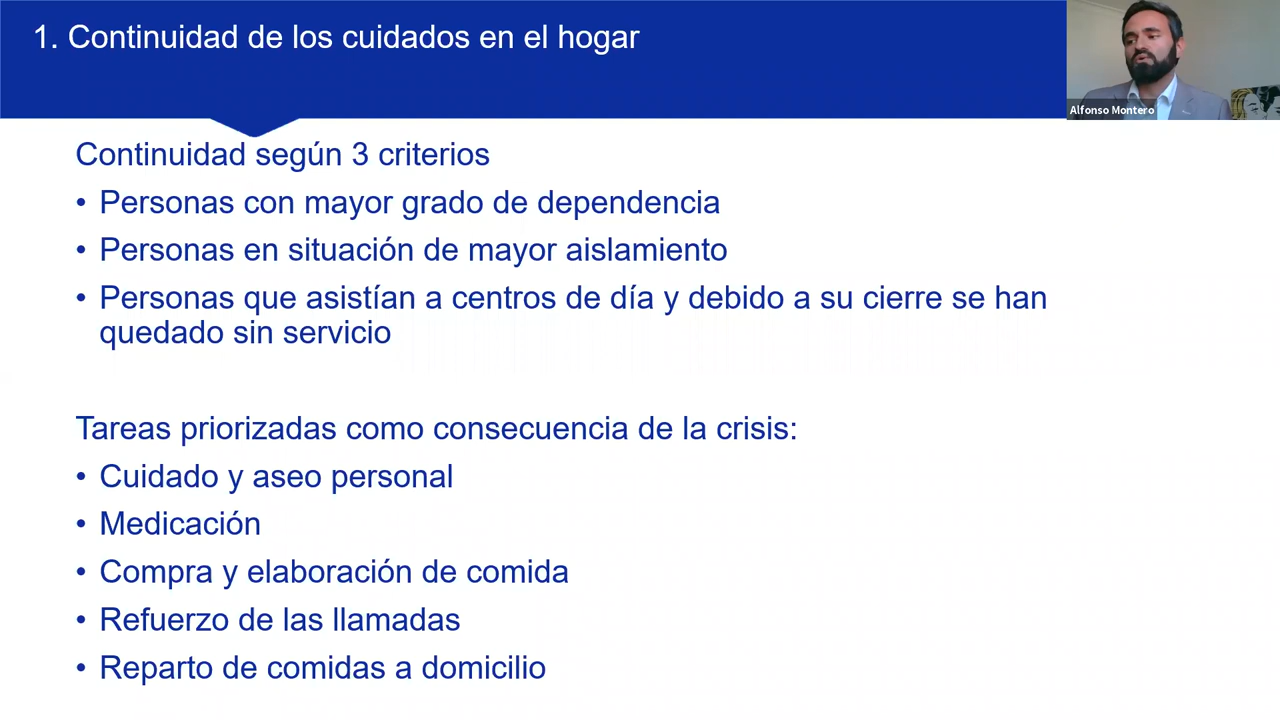 1. Continuidad de los cuidados en el hogar
Alfonso Montero
Continuidad según 3 criterios
• Personas con mayor grado de dependencia
• Personas en situación de mayor aislamiento
• Personas que asistían a centros de día y debido a su cierre se han
quedado sin servicio
Tareas priorizadas como consecuencia de la crisis:
• Cuidado y aseo personal
• Medicación
• Compra y elaboración de comida
• Refuerzo de las llamadas
• Reparto de comidas a domicilio